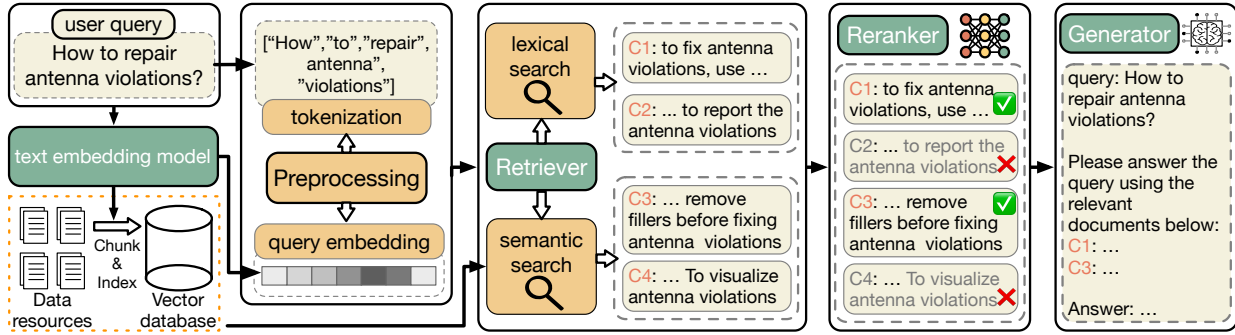 user query
How to repair
antenna violations?
text embedding model
Chunk
&
Index
Data
resources
Vector
database
["How","to","repair",
antenna",
"violations"]
tokenization
Preprocessing
query embedding
lexical
search
Retriever
semantic
search
C1: to fix antenna
violations, use ...
C2: ... to report the
antenna violations
C3: ... remove
fillers before fixing
antenna violations
C4: ... To visualize
antenna violations
Reranker
C1: to fix antenna
violations, use ...
C2: ... to report the
antenna violations
C3: ... remove
fillers before fixing
antenna violations
C4: ... To visualize
antenna violations
Generator
query: How to
repair antenna
violations?
Please answer the
query using the
relevant
documents below:
C1: ...
C3: ...
Answer: ...